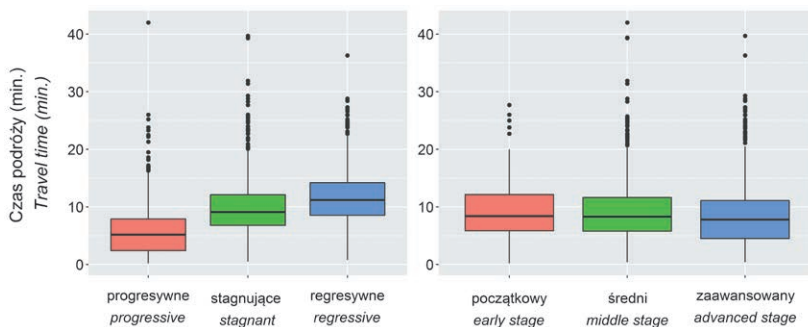 Czas podróży (min.)
Travel time (min.)
40
30
20
10
0
progresywne
progressive
stagnujące
stagnant
regresywne
regressive
40
30
20
10
0
początkowy
early stage
średni
middle stage
zaawansowany
advanced stage